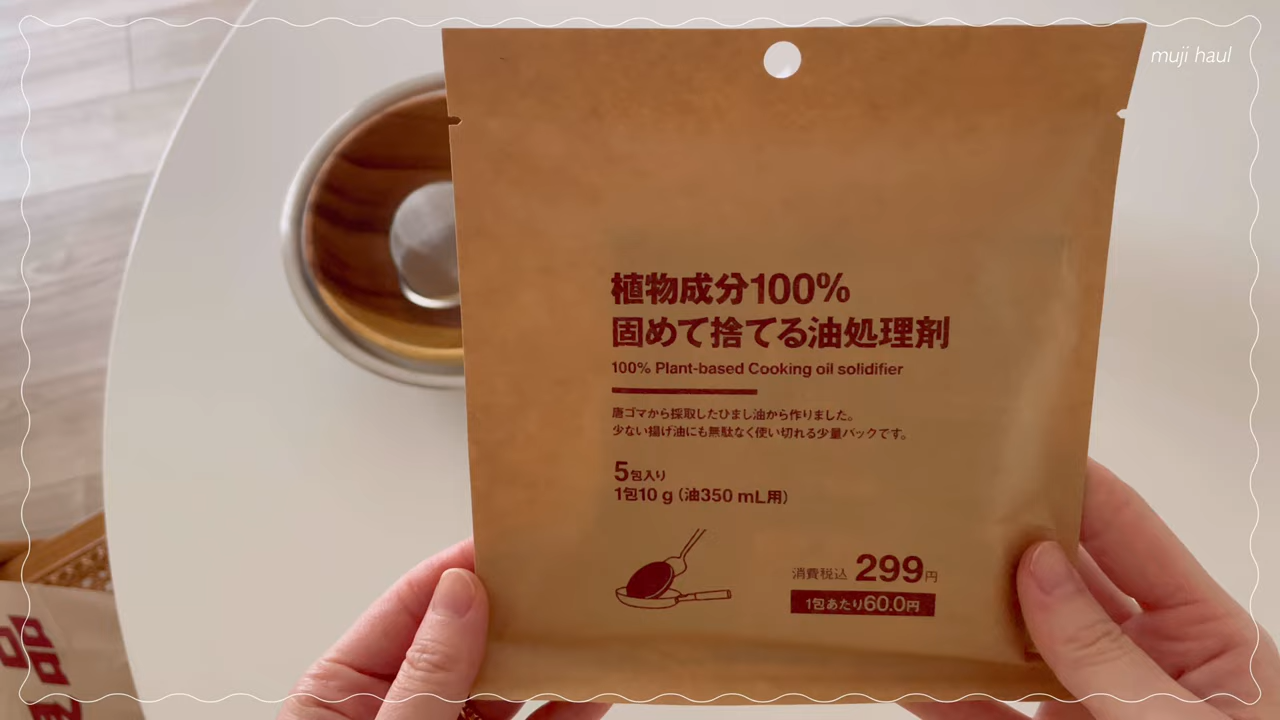 muji haul
植物成分100%
固めて捨てる油処理剤
100% Plant-based Cooking oil solidifier
唐ゴマから採取したひまし油から作りました。
少ない揚げ油にも無駄なく使い切れる少量パックです。
5包入り
1包10 g(油350 mL用)
消費税込 299円
1包あたり60.0円